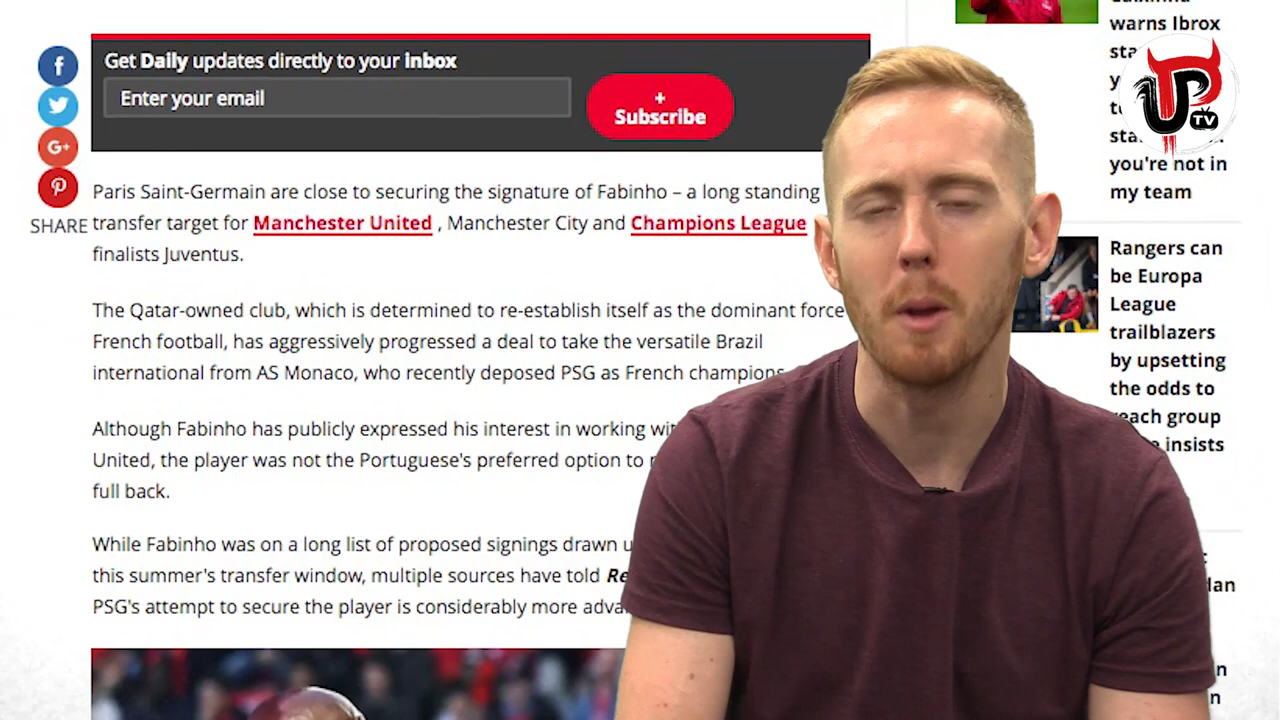 Get Daily updates directly to your inbox
Enter your email
+
Subscribe
f
G+
SHARE
Paris Saint-Germain are close to securing the signature of Fabinho – a long standing
transfer target for Manchester United , Manchester City and Champions League
finalists Juventus.
The Qatar-owned club, which is determined to re-establish itself as the dominant force
French football, has aggressively progressed a deal to take the versatile Brazil
international from AS Monaco, who recently deposed PSG as French champions
Although Fabinho has publicly expressed his interest in working
United, the player was not the Portuguese's preferred option to
full back.
While Fabinho was on a long list of proposed signings drawn
this summer's transfer window, multiple sources have told
PSG's attempt to secure the player is considerably more
warns Ibrox
you're not in
my team
UP
TV
Rangers can
be Europa
League
trailblazers
by upsetting
the odds to
reach group
insists